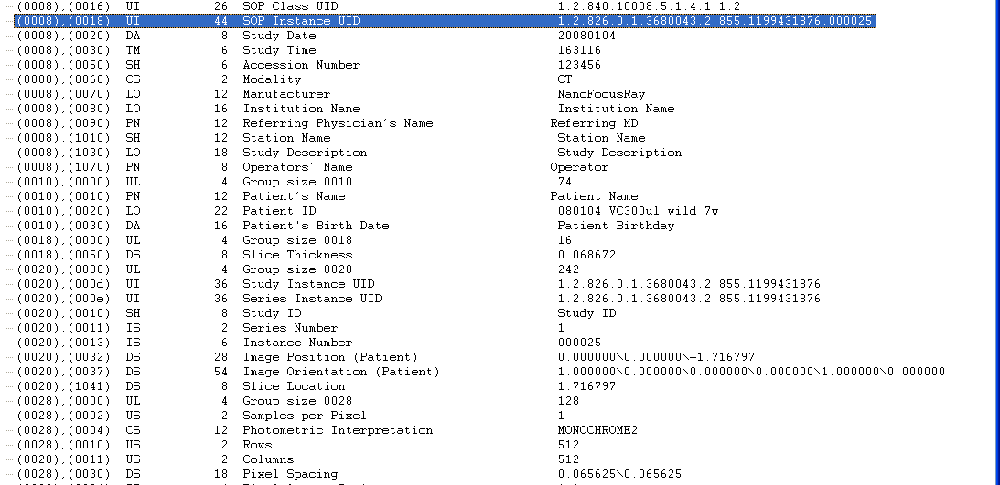 (0008),(0016) UI 26 SOP Class UID 1.2.840.10008.5.1.4.1.1.2
(0008),(0018) UI 44 SOP Instance UID 1.2.826.0.1.3680043.2.855.1199431876.000025
(0008),(0020) DA 8 Study Date 20080104
(0008),(0030) TM 6 Study Time 163116
(0008),(0050) SH 6 Accession Number 123456
(0008),(0060) CS 2 Modality CT
(0008),(0070) LO 12 Manufacturer NanoFocusRay
(0008),(0080) LO 16 Institution Name Institution Name
(0008),(0090) PN 12 Referring Physician´s Name Referring MD
(0008),(1010) SH 12 Station Name Station Name
(0008),(1030) LO 18 Study Description Study Description
(0008),(1070) PN 8 Operators´ Name Operator
(0010),(0000) UL 4 Group size 0010 74
(0010),(0010) PN 12 Patient´s Name Patient Name
(0010),(0020) LO 22 Patient ID 080104 VC300ul wild 7w
(0010),(0030) DA 16 Patient's Birth Date Patient Birthday
(0018),(0000) UL 4 Group size 0018 16
(0018),(0050) DS 8 Slice Thickness 0.068672
(0020),(0000) UL 4 Group size 0020 242
(0020),(000d) UI 36 Study Instance UID 1.2.826.0.1.3680043.2.855.1199431876
(0020),(000e) UI 36 Series Instance UID 1.2.826.0.1.3680043.2.855.1199431876
(0020),(0010) SH 8 Study ID Study ID
(0020),(0011) IS 2 Series Number 1
(0020),(0013) IS 6 Instance Number 000025
(0020),(0032) DS 28 Image Position (Patient) 0.000000\0.000000\-1.716797
(0020),(0037) DS 54 Image Orientation (Patient) 1.000000\0.000000\0.000000\0.000000\1.000000\0.000000
(0020),(1041) DS 8 Slice Location 1.716797
(0028),(0000) UL 4 Group size 0028 128
(0028),(0002) US 2 Samples per Pixel 1
(0028),(0004) CS 12 Photometric Interpretation MONOCHROME2
(0028),(0010) US 2 Rows 512
(0028),(0011) US 2 Columns 512
(0028),(0030) DS 18 Pixel Spacing 0.065625\0.065625